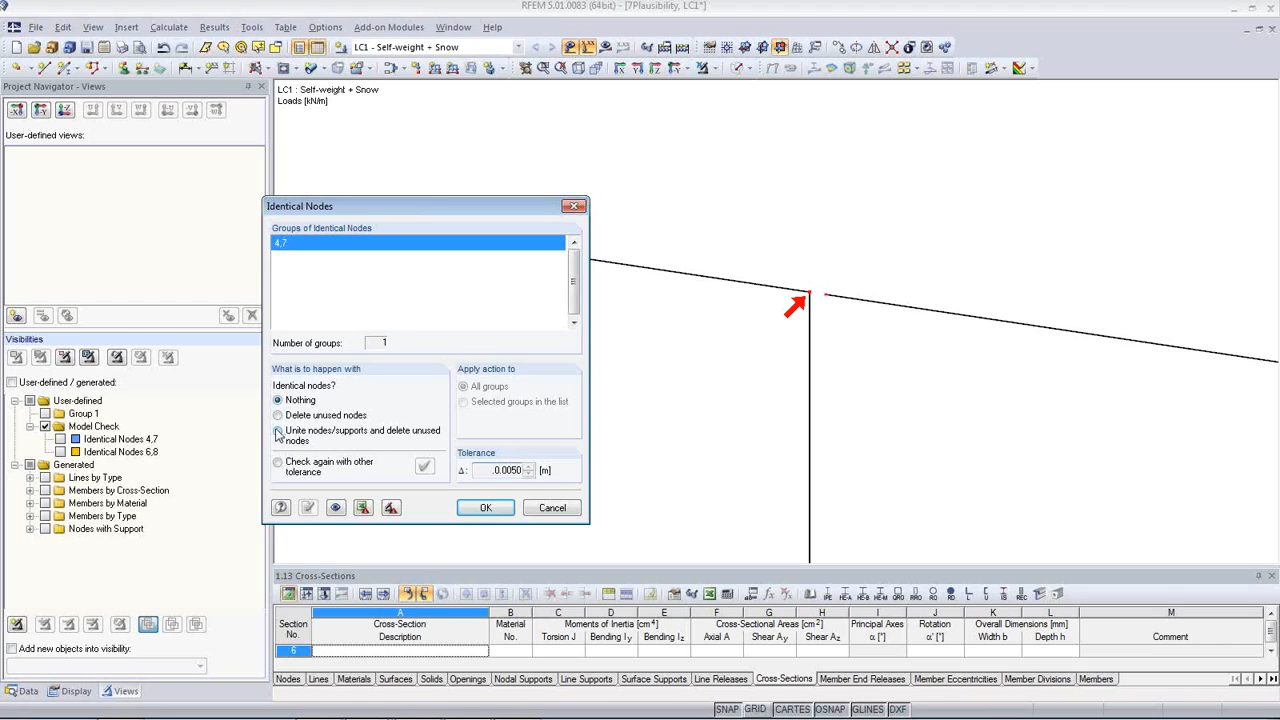 RFEM 5.01.0083 (64bit) - [7Plausibility, LC1*]
File Edit View Insert Calculate Results Tools Table Options Add-on Modules Window Help
LC1 - Self-weight + Snow
Project Navigator - Views
User-defined views:
Visibilities
User-defined / generated:
User-defined
Group 1
Model Check
Identical Nodes 4,7
Identical Nodes 6,8
Generated
Lines by Type
Members by Cross-Section
Members by Material
Members by Type
Nodes with Support
Add new objects into visibility:
Data Display Views
LC1 : Self-weight + Snow
Loads [kN/m]
Identical Nodes
Groups of Identical Nodes
4,7
Number of groups: 1
What is to happen with
Identical nodes?
Nothing
Delete unused nodes
Unite nodes/supports and delete unused
nodes
Check again with other
tolerance
Apply action to
All groups
Selected groups in the list
Tolerance
Δ: .0.0050 [m]
OK Cancel
1.13 Cross-Sections
A B C D E F G H I J K L M
Section Cross-Section Material Moments of Inertia [cm4] Cross-Sectional Areas [cm2] Principal Axes Rotation Overall Dimensions [mm]
No. Description No. Torsion J Bending Iy Bending Iz Axial A Shear Ay Shear Az α [°] α' [°] Width b Depth h Comment
6
Nodes Lines Materials Surfaces Solids Openings Nodal Supports Line Supports Surface Supports Line Releases Cross-Sections Member End Releases Member Eccentricities Member Divisions Members
SNAP GRID CARTES OSNAP GLINES DXF